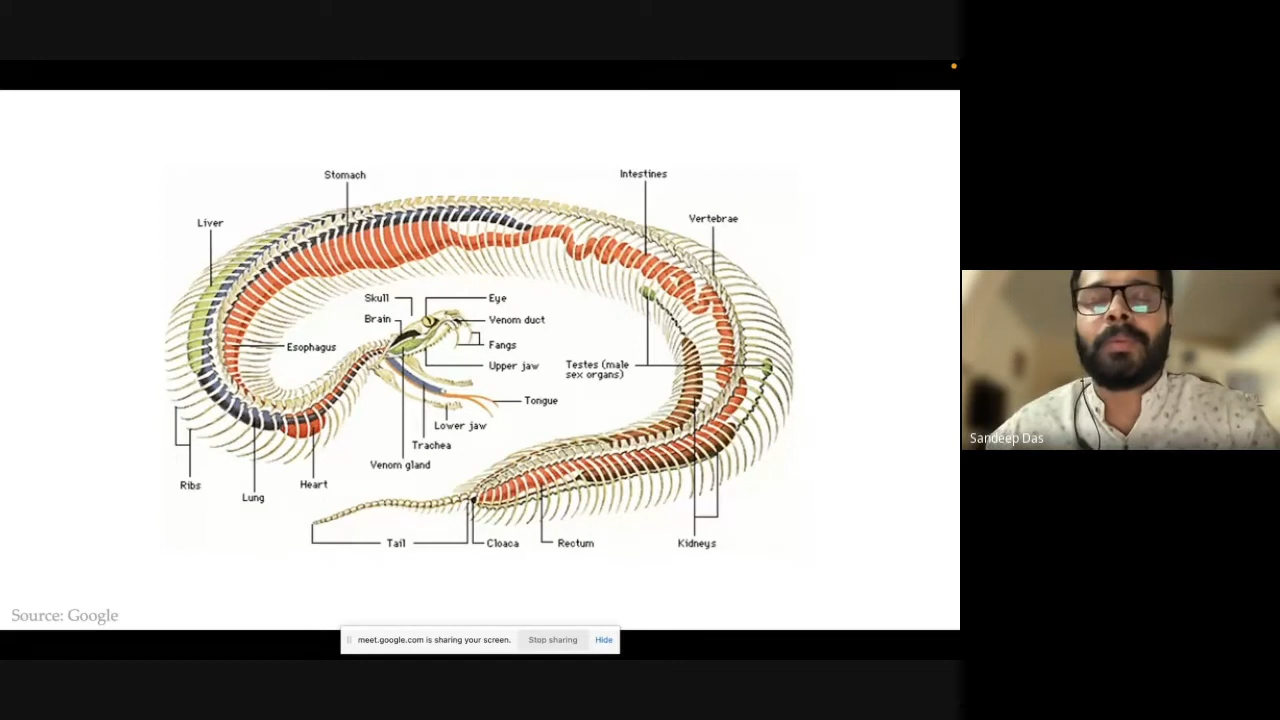 Stomach
Intestines
Liver
Vertebrae
Skull
Eye
Brain
Venom duct
Fangs
Esophagus
Upper jaw
Testes (male
sex organs)
Tongue
Lower jaw
Trachea
Venom gland
Ribs
Heart
Lung
Tail
Cloaca
Rectum
Kidneys
Source: Google
meet.google.com is sharing your screen.
Stop sharing
Hide
Sandeep Das